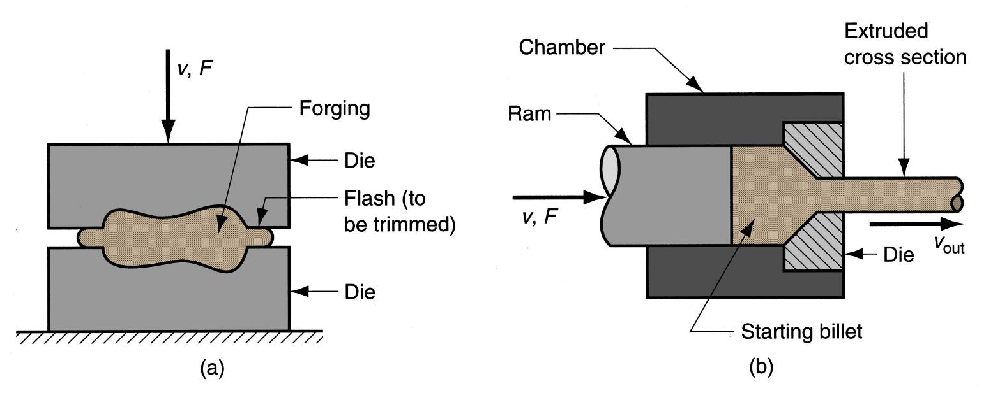 v, F
Forging
Die
Flash (to
be trimmed)
Die
(a)
Extruded
cross section
Chamber
Ram
v, F
vout
Die
Starting billet
(b)